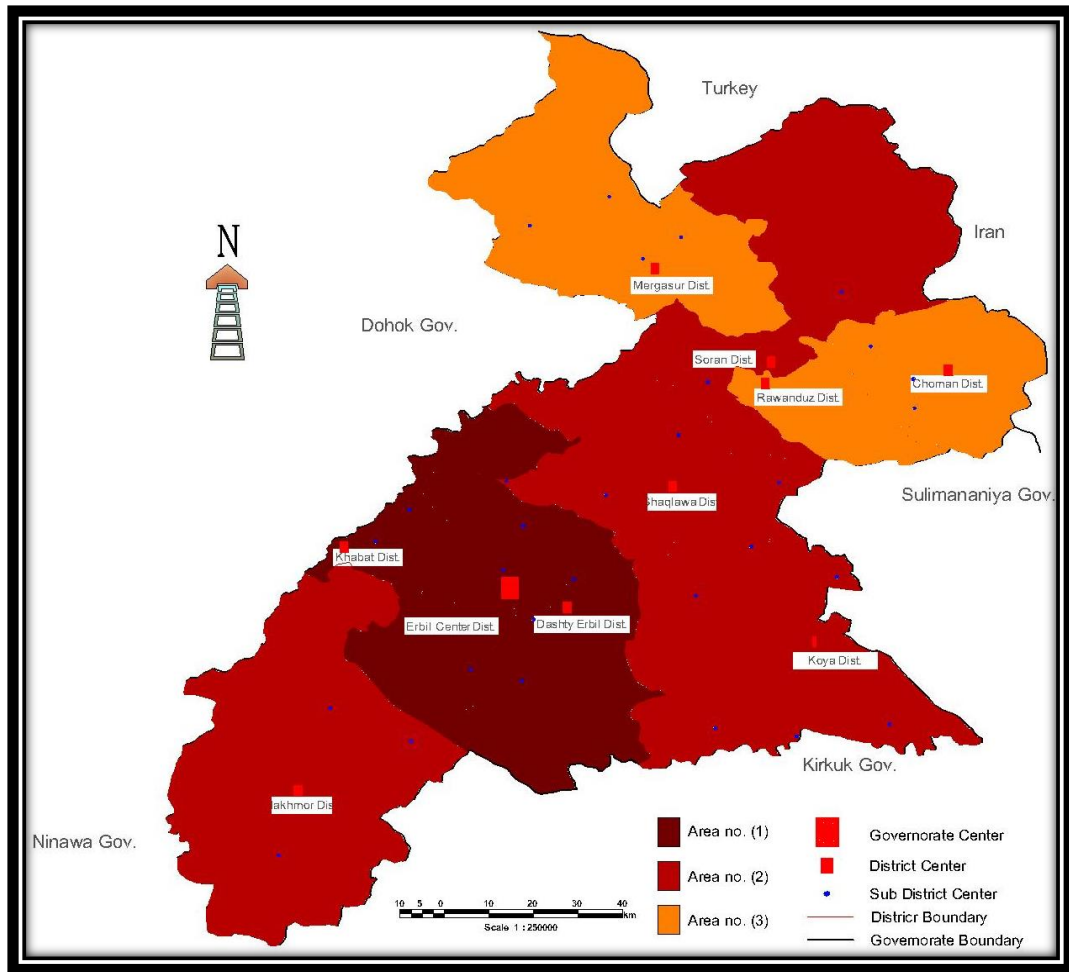 Turkey
Iran
N
Mergasur Dist.
Dohok Gov.
Soran Dist.
Choman Dist.
Rawanduz Dist.
Sulimananiya Gov.
Shaqlawa Dist
Khabat Dist.
Erbil Center Dist.
Dashty Erbil Dist.
Koya Dist.
Kirkuk Gov.
Makhmor Dis
Ninawa Gov.
Area no. (1)
Area no. (2)
Area no. (3)
Governorate Center
District Center
Sub District Center
Districr Boundary
Governorate Boundary
10 5 0 10 20 30 40
km
Scale 1 : 250000